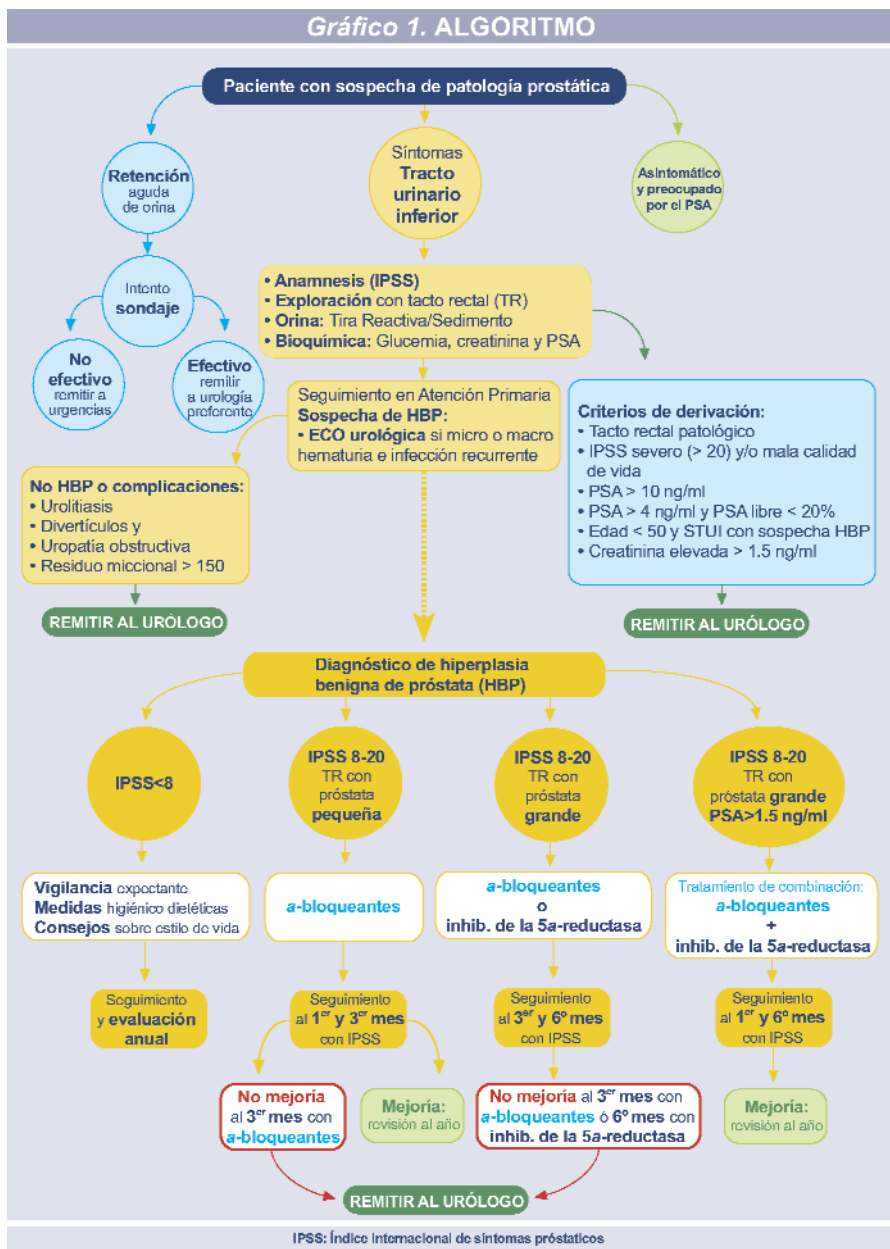 Gráfico 1. ALGORITMO
Paciente con sospecha de patología prostática
Retención
aguda
de orina
Síntomas
Tracto
urinario
inferior
Asintomático
y preocupado
por el PSA
Intento
sondaje
No
efectivo
remitir a
urgencias
Efectivo
remitir
a urología
preferente
• Anamnesis (IPSS)
• Exploración con tacto rectal (TR)
• Orina: Tira Reactiva/Sedimento
• Bioquímica: Glucemia, creatinina y PSA
Seguimiento en Atención Primaria
Sospecha de HBP:
• ECO urológica si micro o macro
hematuria e infección recurrente
Criterios de derivación:
• Tacto rectal patológico
• IPSS severo (> 20) y/o mala calidad
de vida
• PSA > 10 ng/ml
• PSA > 4 ng/ml y PSA libre < 20%
• Edad < 50 y STUI con sospecha HBP
• Creatinina elevada > 1.5 ng/ml
No HBP o complicaciones:
• Urolitiasis
• Divertículos y
• Uropatía obstructiva
• Residuo miccional > 150
REMITIR AL URÓLOGO
REMITIR AL URÓLOGO
Diagnóstico de hiperplasia
benigna de próstata (HBP)
IPSS<8
IPSS 8-20
TR con
próstata
pequeña
IPSS 8-20
TR con
próstata
grande
IPSS 8-20
TR con
próstata grande
PSA>1.5 ng/ml
Vigilancia expectante
Medidas higiénico dietéticas
Consejos sobre estilo de vida
a-bloqueantes
a-bloqueantes
o
inhib. de la 5a-reductasa
Tratamiento de combinación:
a-bloqueantes
+
inhib. de la 5a-reductasa
Seguimiento
y evaluación
anual
Seguimiento
al 1er y 3er mes
con IPSS
Seguimiento
al 3er y 6º mes
con IPSS
Seguimiento
al 1er y 6º mes
con IPSS
No mejoría
al 3er mes con
a-bloqueantes
Mejoría:
revisión al año
No mejoría al 3er mes con
a-bloqueantes ó 6º mes con
inhib. de la 5a-reductasa
Mejoría:
revisión al año
REMITIR AL URÓLOGO
IPSS: Índice Internacional de síntomas próstaticos